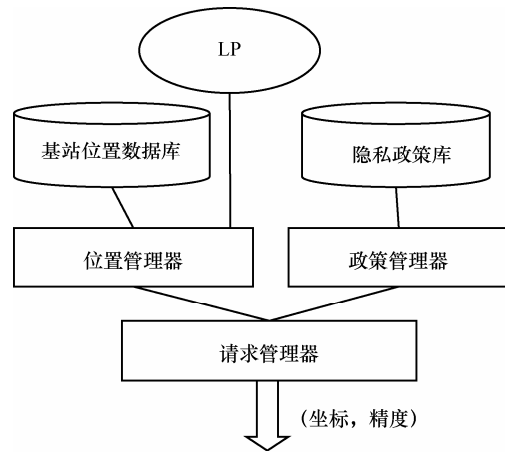 LP
基站位置数据库
隐私政策库
位置管理器
政策管理器
请求管理器
(坐标，精度)